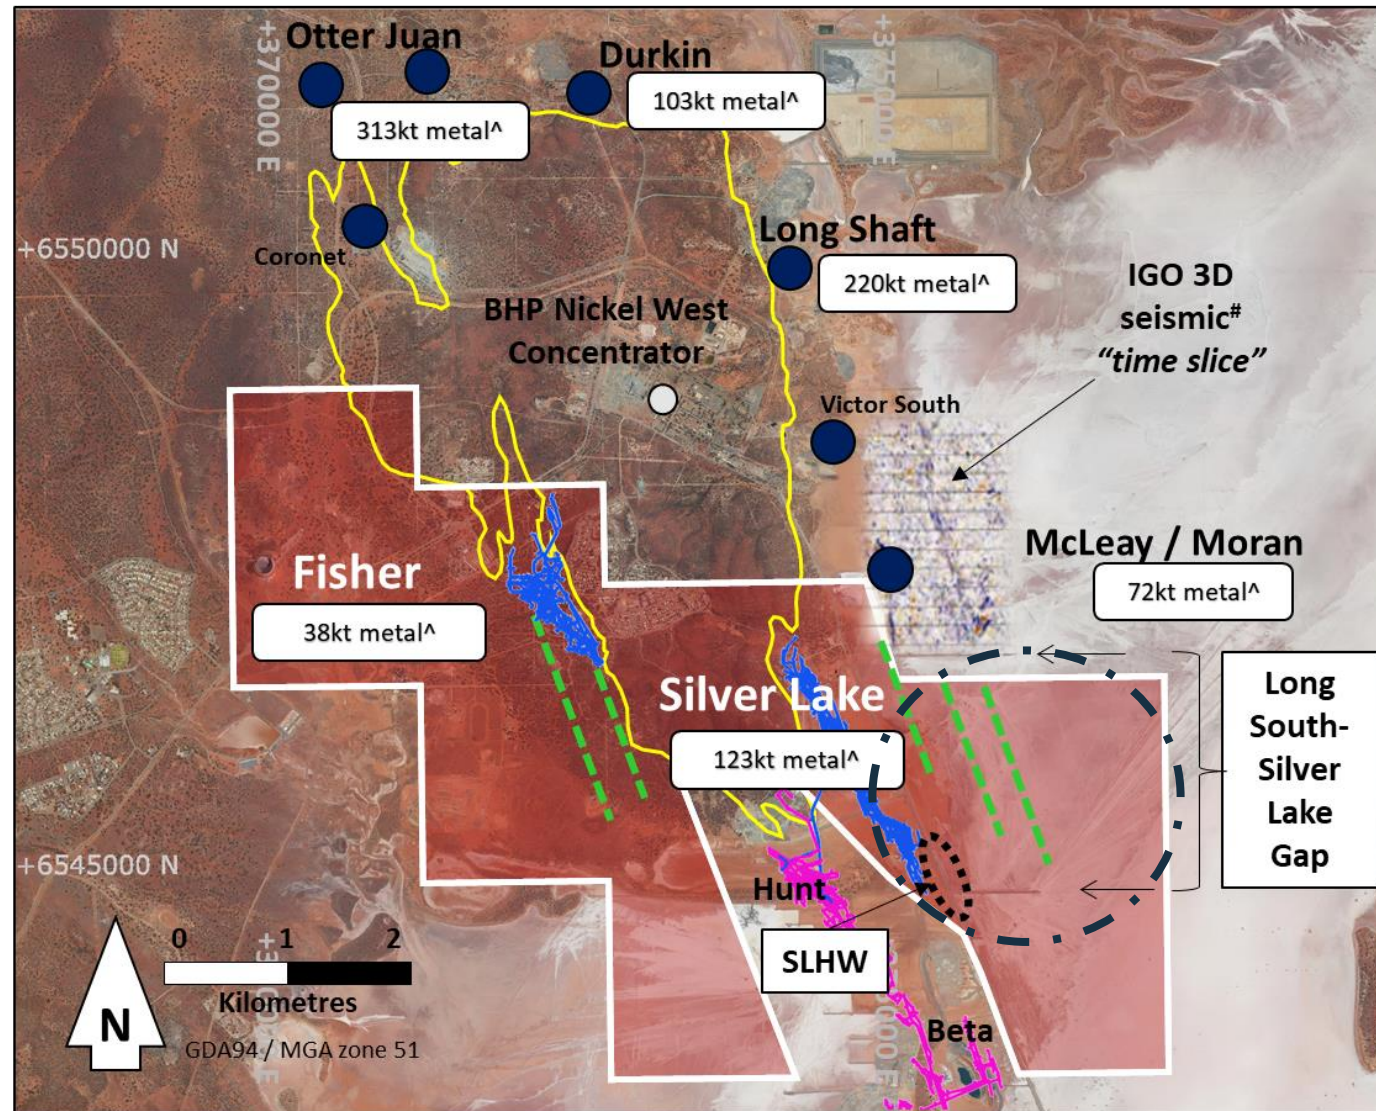 Otter Juan
Durkin
+370000 E
+375000 E
313kt metal^
103kt metal^
+6550000 N
Coronet
Long Shaft
220kt metal^
IGO 3D
seismic#
“time slice”
BHP Nickel West
Concentrator
Victor South
McLeay / Moran
72kt metal^
Fisher
38kt metal^
Silver Lake
123kt metal^
Long
South-
Silver
Lake
Gap
+6545000 N
Hunt
SLHW
Beta
0 1 2
Kilometres
N
GDA94 / MGA zone 51